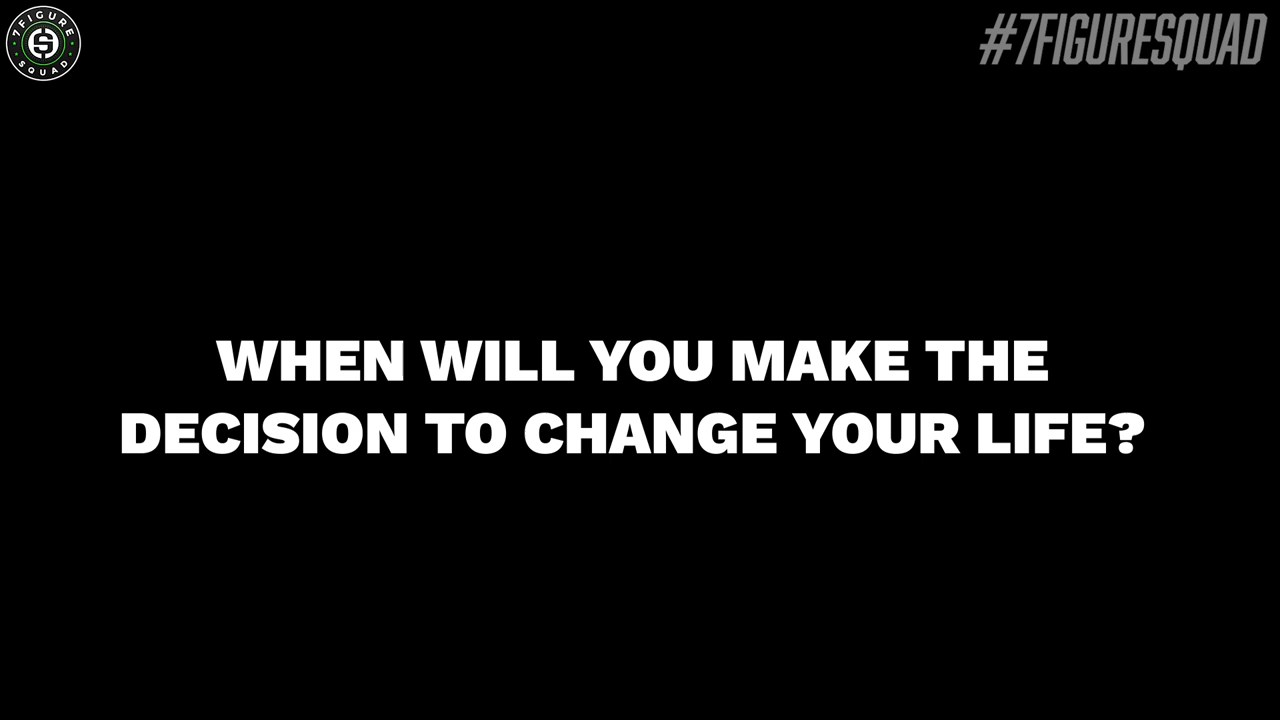 7FIGURE
SQUAD
#7FIGURESQUAD
WHEN WILL YOU MAKE THE
DECISION TO CHANGE YOUR LIFE?